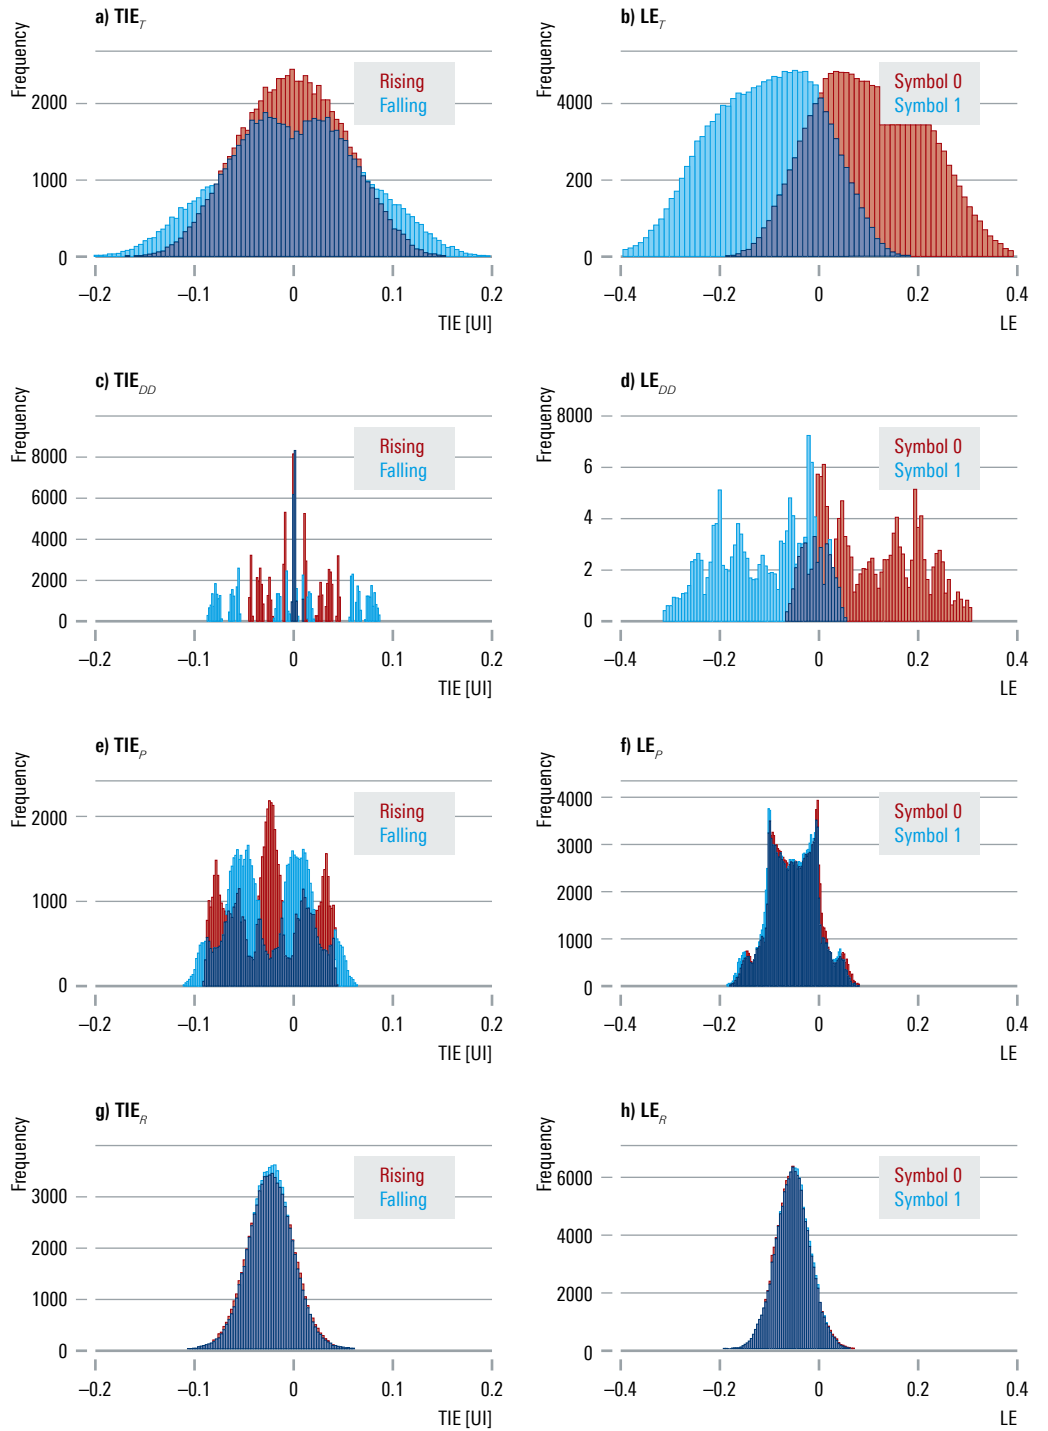 a) TIE_T
Frequency
Rising
Falling
2000
1000
0
–0.2 –0.1 0 0.1 0.2
TIE [UI]
b) LE_T
Frequency
Symbol 0
Symbol 1
4000
200
0
–0.4 –0.2 0 0.2 0.4
LE
c) TIE_DD
Frequency
Rising
Falling
8000
6000
4000
2000
0
–0.2 –0.1 0 0.1 0.2
TIE [UI]
d) LE_DD
Frequency
Symbol 0
Symbol 1
8000
6
4
2
0
–0.4 –0.2 0 0.2 0.4
LE
e) TIE_P
Frequency
Rising
Falling
2000
1000
0
–0.2 –0.1 0 0.1 0.2
TIE [UI]
f) LE_P
Frequency
Symbol 0
Symbol 1
4000
3000
2000
1000
0
–0.4 –0.2 0 0.2 0.4
LE
g) TIE_R
Frequency
Rising
Falling
3000
2000
1000
0
–0.2 –0.1 0 0.1 0.2
TIE [UI]
h) LE_R
Frequency
Symbol 0
Symbol 1
6000
4000
2000
0
–0.4 –0.2 0 0.2 0.4
LE